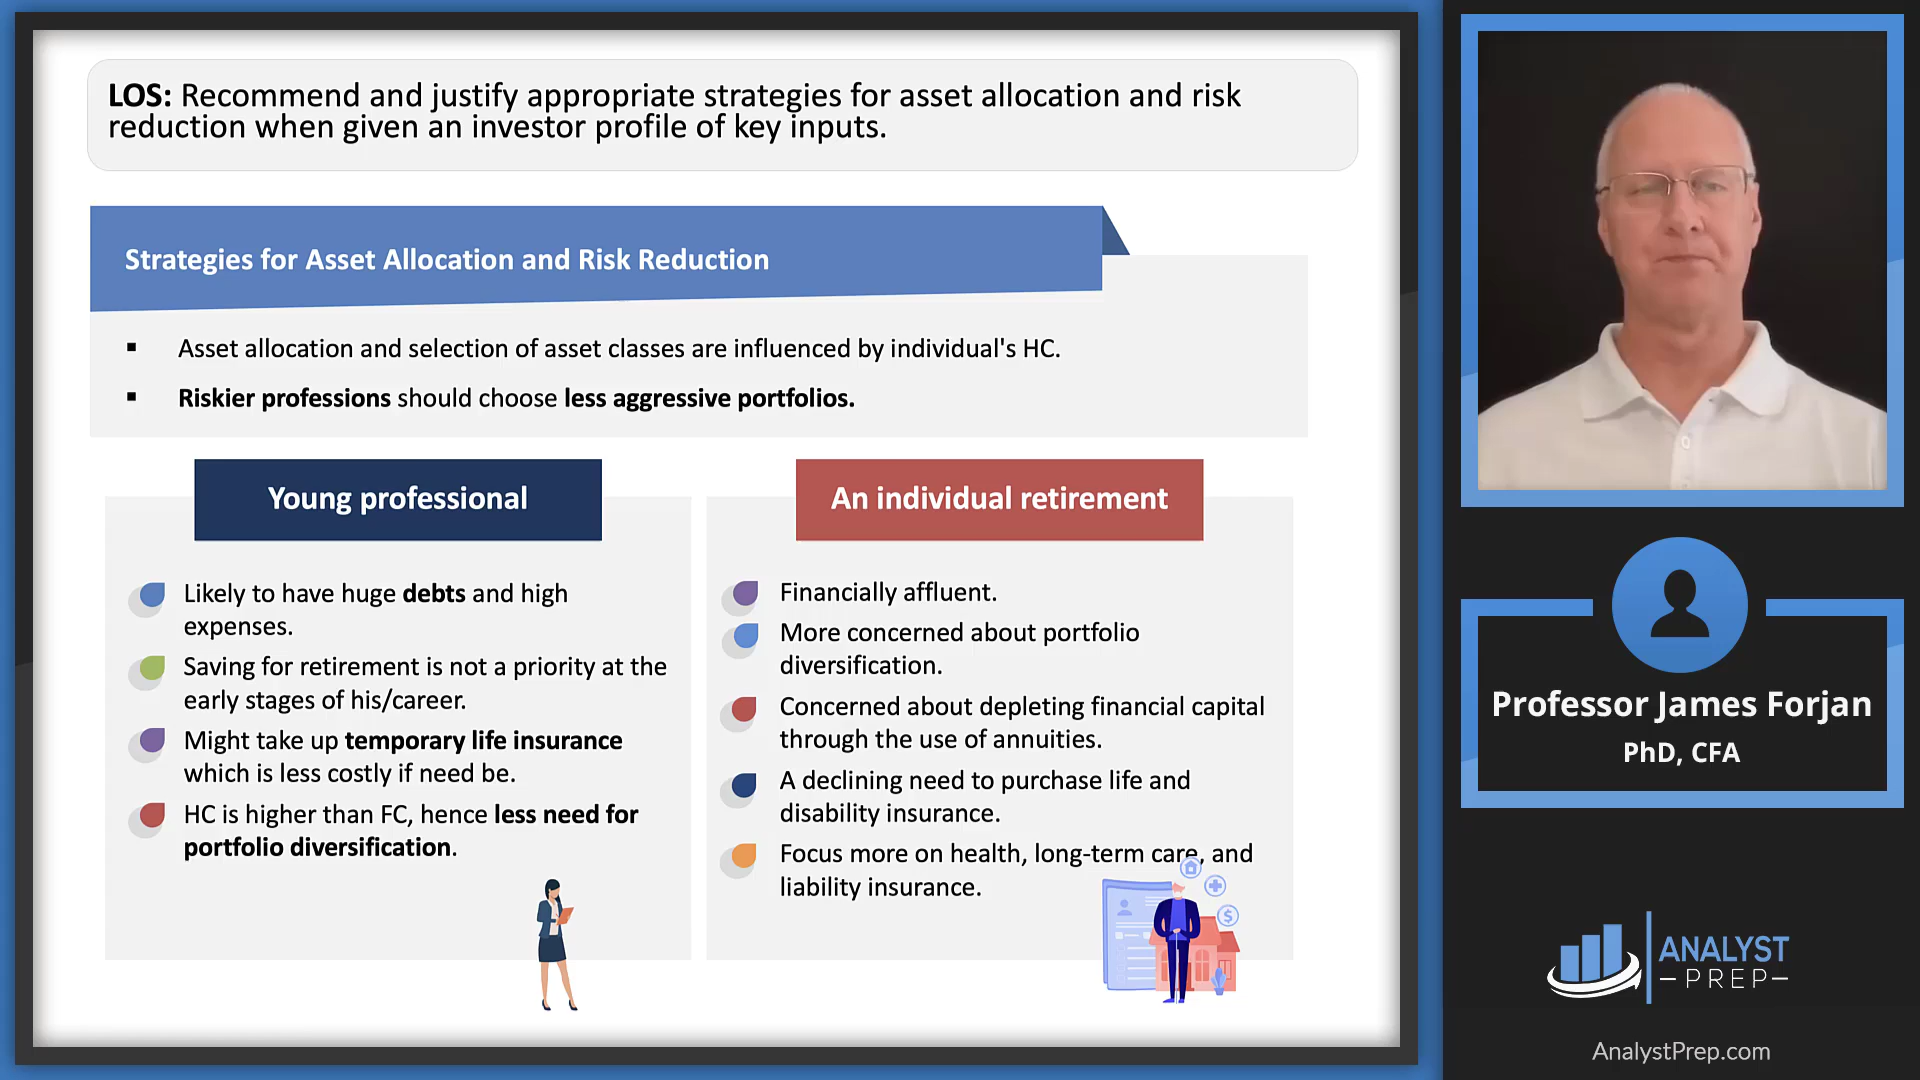 LOS: Recommend and justify appropriate strategies for asset allocation and risk
reduction when given an investor profile of key inputs.
Strategies for Asset Allocation and Risk Reduction
▪ Asset allocation and selection of asset classes are influenced by individual's HC.
▪ Riskier professions should choose less aggressive portfolios.
Young professional
Likely to have huge debts and high
expenses.
Saving for retirement is not a priority at the
early stages of his/career.
Might take up temporary life insurance
which is less costly if need be.
HC is higher than FC, hence less need for
portfolio diversification.
An individual retirement
Financially affluent.
More concerned about portfolio
diversification.
Concerned about depleting financial capital
through the use of annuities.
A declining need to purchase life and
disability insurance.
Focus more on health, long-term care, and
liability insurance.
$
Professor James Forjan
PhD, CFA
ANALYST
PREP
AnalystPrep.com